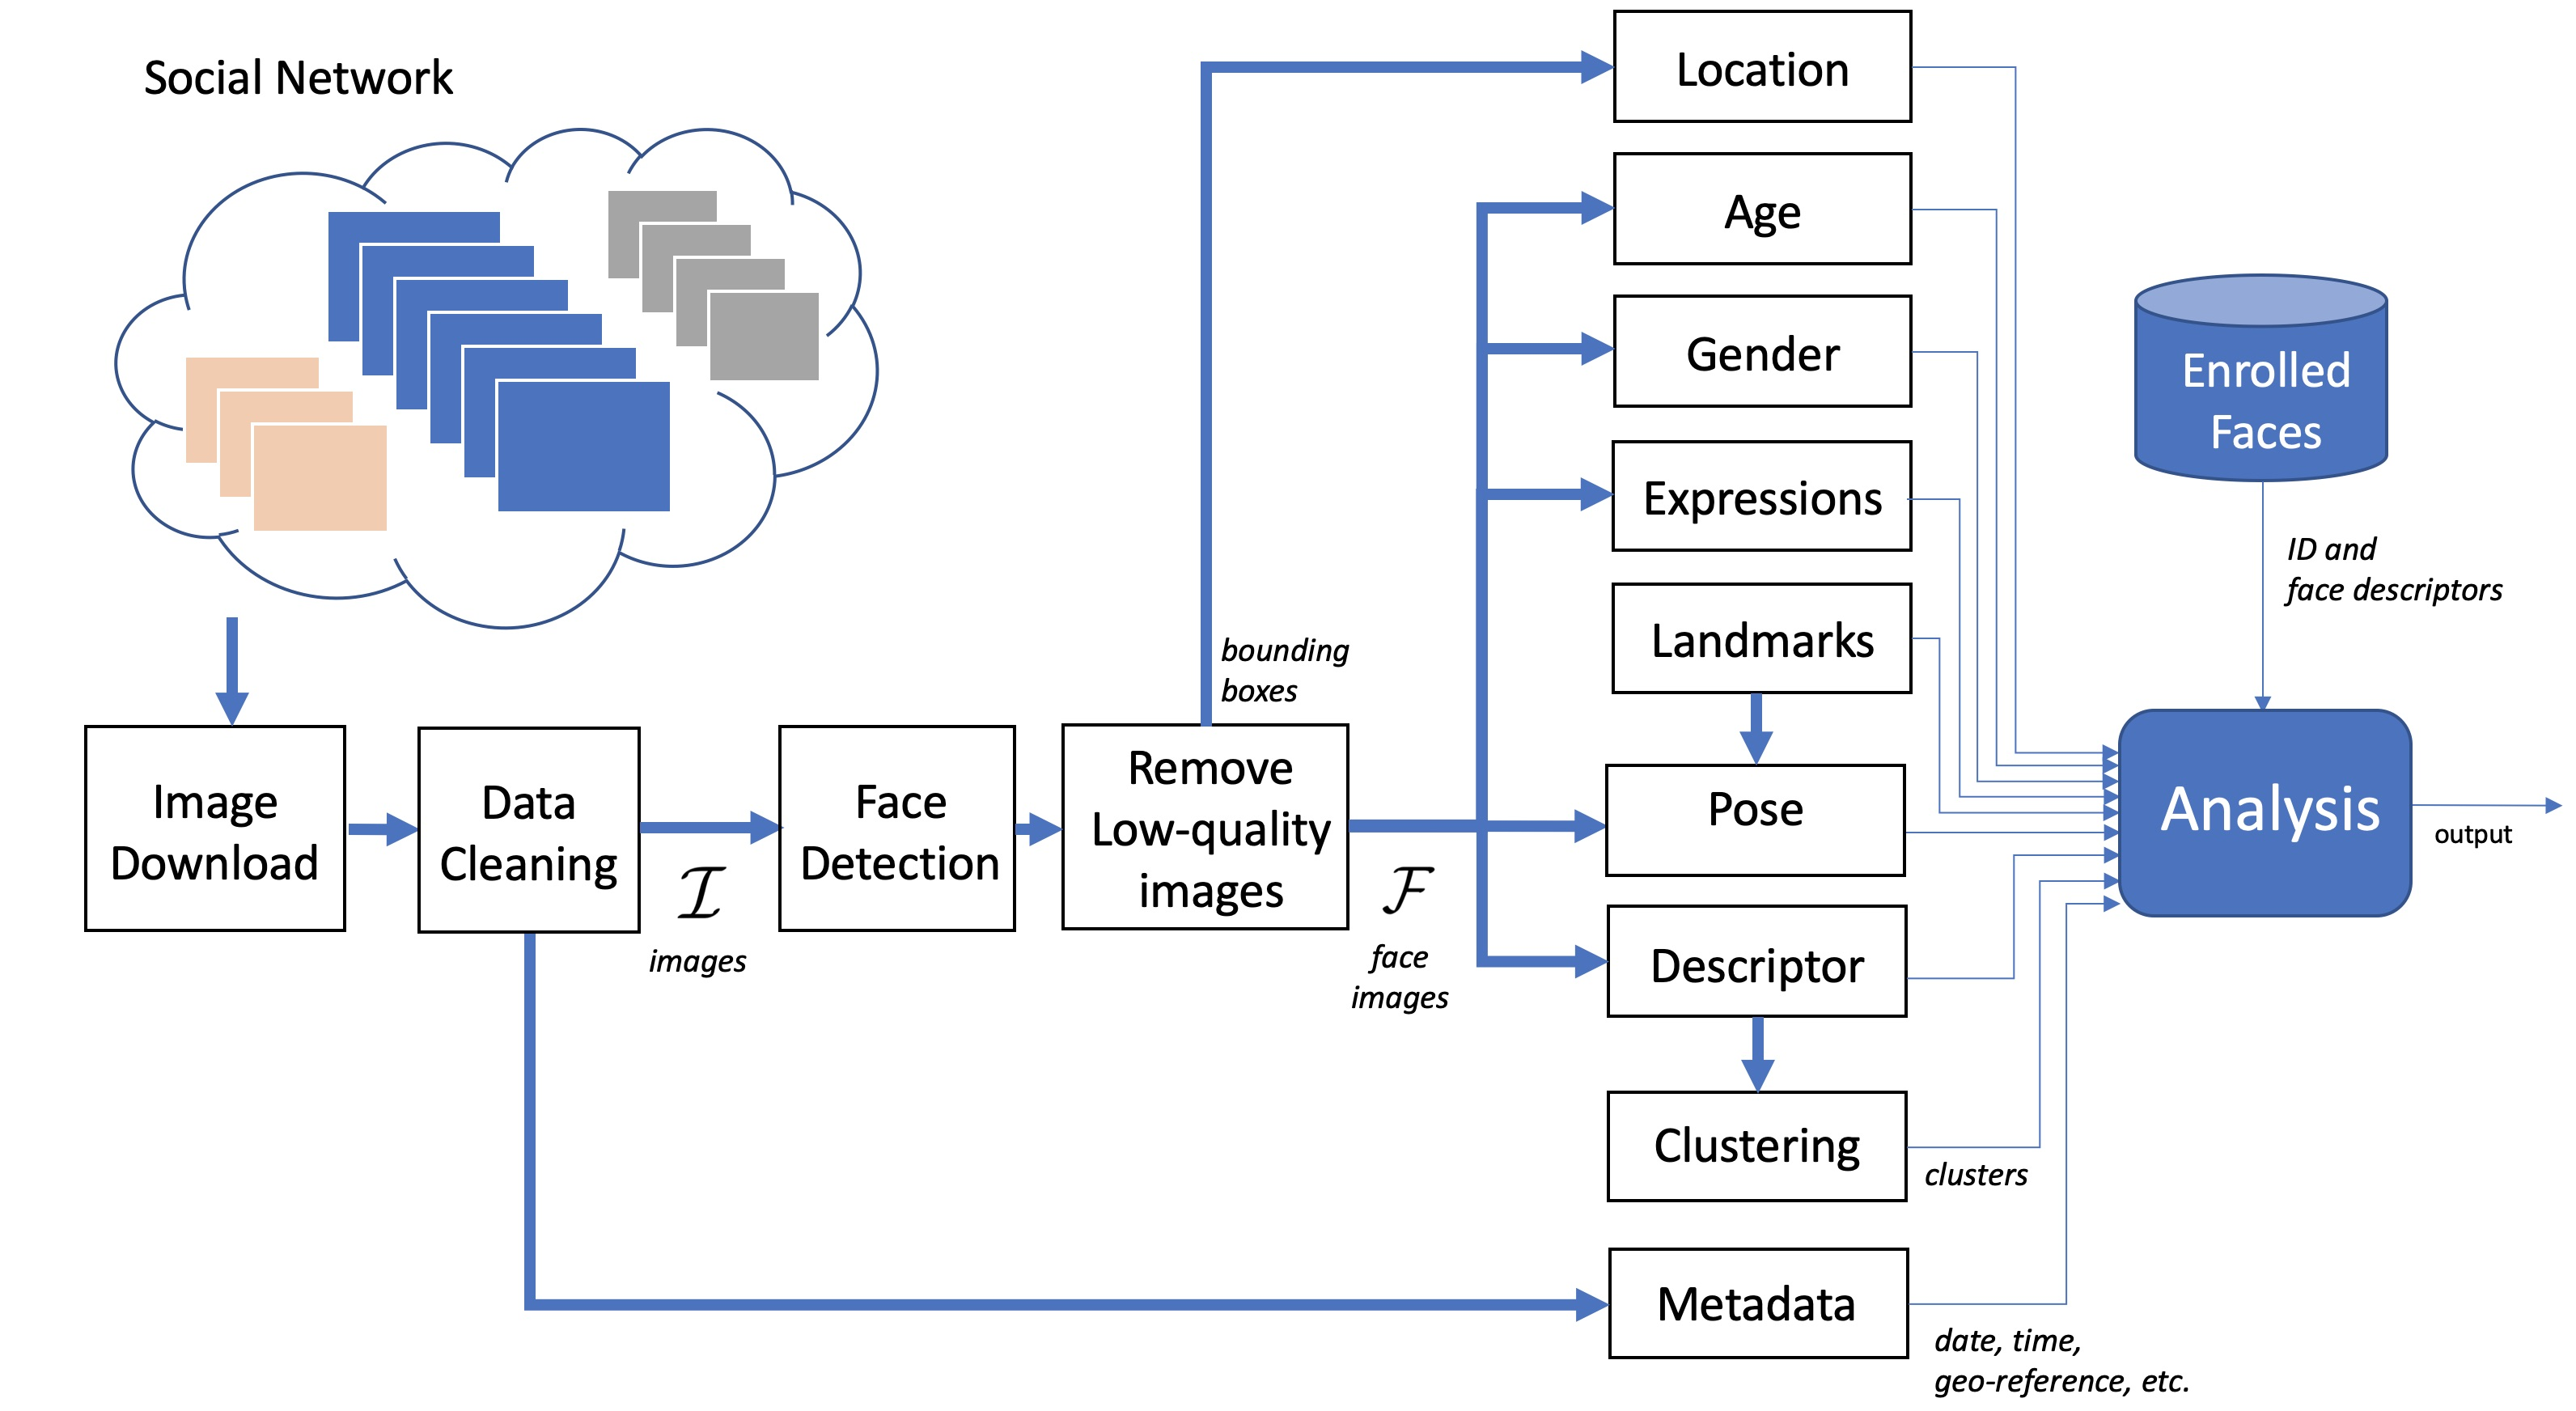 Social Network
Image
Download
Data
Cleaning
ℐ
images
Face
Detection
Remove
Low-quality
images
bounding
boxes
ℱ
face
images
Location
Age
Gender
Expressions
Landmarks
Pose
Descriptor
Clustering
clusters
Metadata
date, time,
geo-reference, etc.
Enrolled
Faces
ID and
face descriptors
Analysis
output